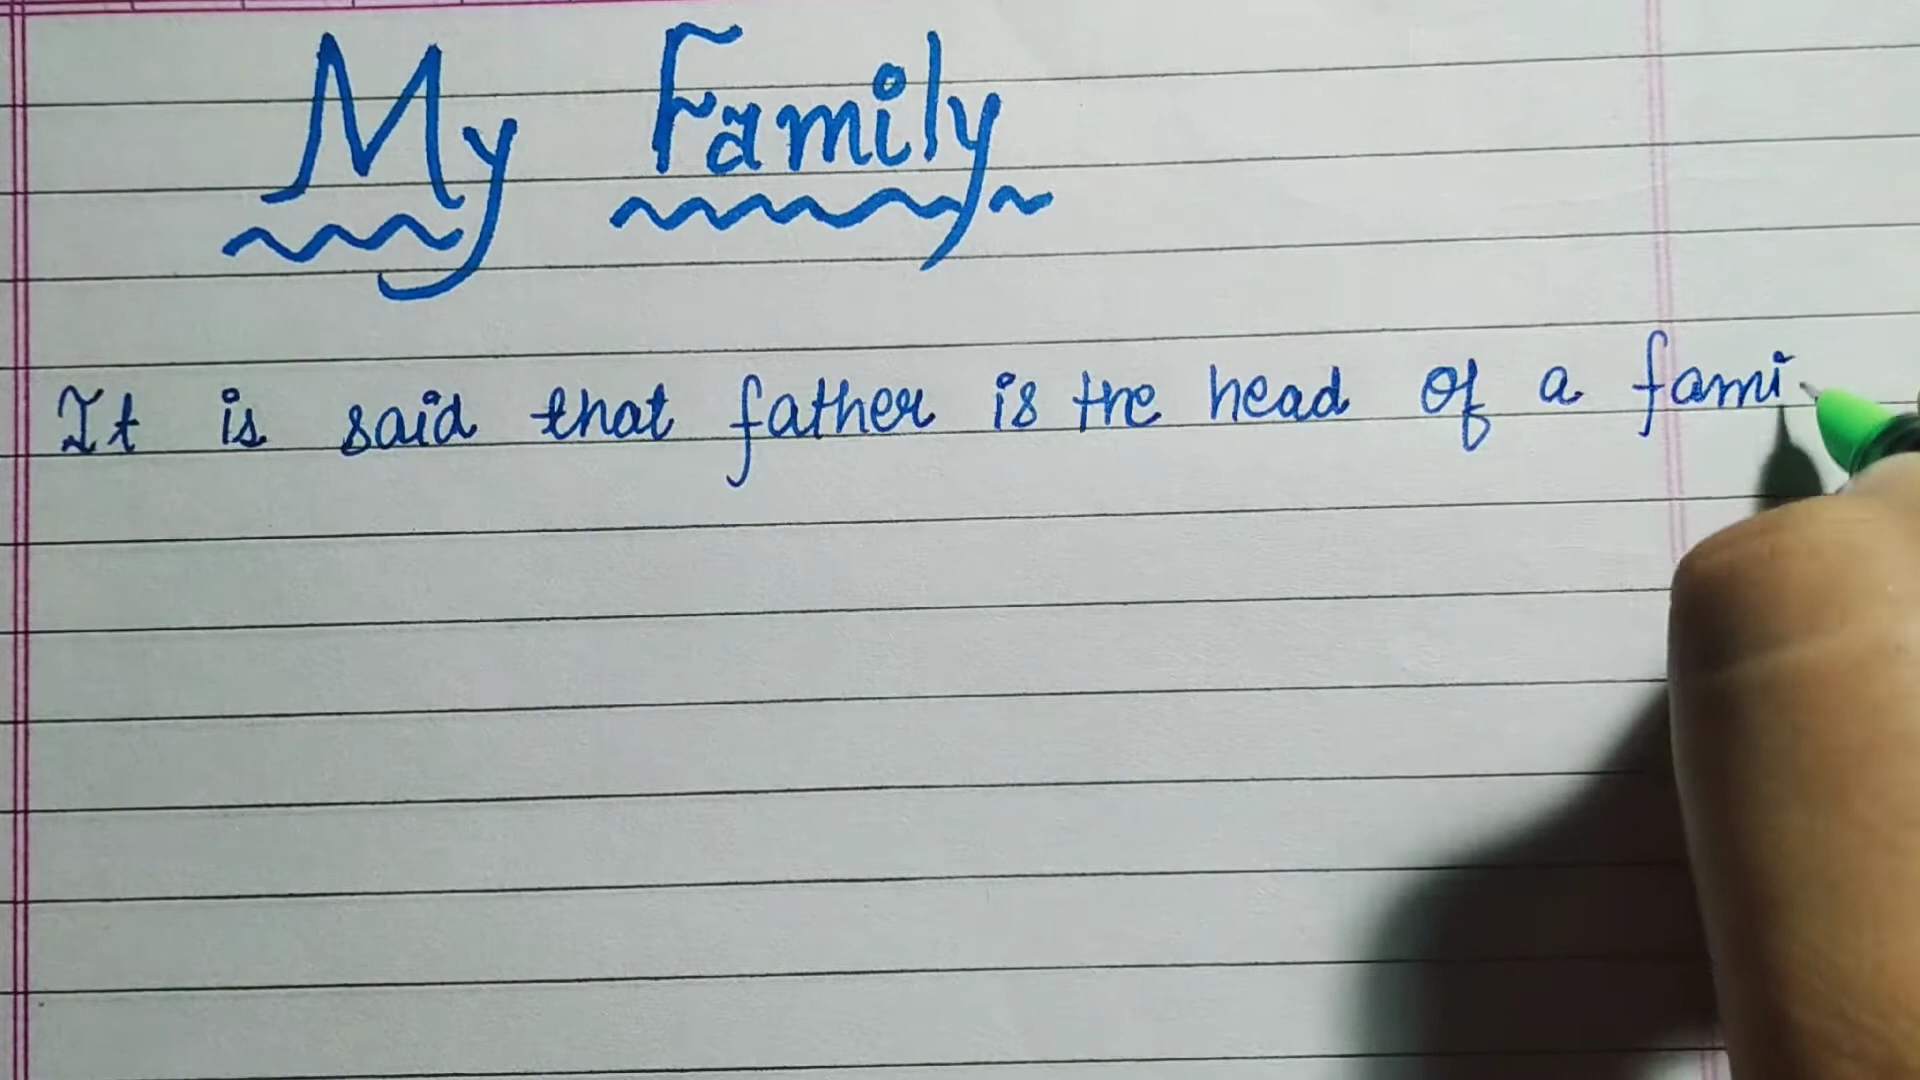 My Family
It is said that father is the head of a fami